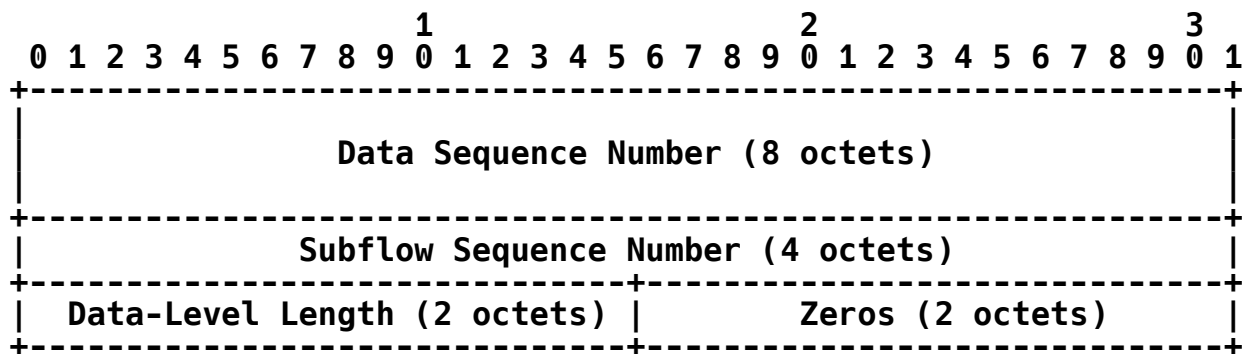 1 2 3
0 1 2 3 4 5 6 7 8 9 0 1 2 3 4 5 6 7 8 9 0 1 2 3 4 5 6 7 8 9 0 1
Data Sequence Number (8 octets)
Subflow Sequence Number (4 octets)
Data-Level Length (2 octets) | Zeros (2 octets)